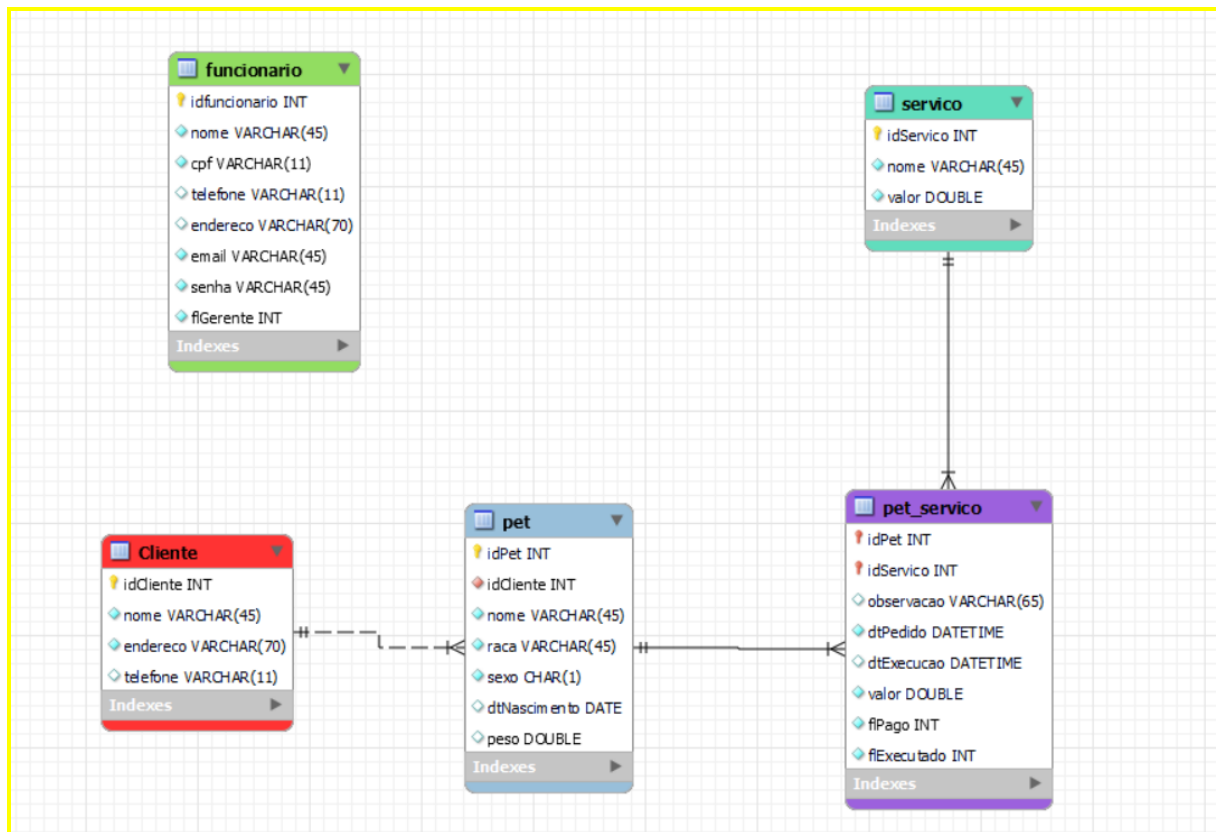 funcionario
idfuncionario INT
nome VARCHAR(45)
cpf VARCHAR(11)
telefone VARCHAR(11)
endereco VARCHAR(70)
email VARCHAR(45)
senha VARCHAR(45)
flGerente INT
Indexes
servico
idServico INT
nome VARCHAR(45)
valor DOUBLE
Indexes
Cliente
idCliente INT
nome VARCHAR(45)
endereco VARCHAR(70)
telefone VARCHAR(11)
Indexes
pet
idPet INT
idCliente INT
nome VARCHAR(45)
raca VARCHAR(45)
sexo CHAR(1)
dtNascimento DATE
peso DOUBLE
Indexes
pet_servico
idPet INT
idServico INT
observacao VARCHAR(65)
dtPedido DATETIME
dtExecucao DATETIME
valor DOUBLE
flPago INT
flExecutado INT
Indexes